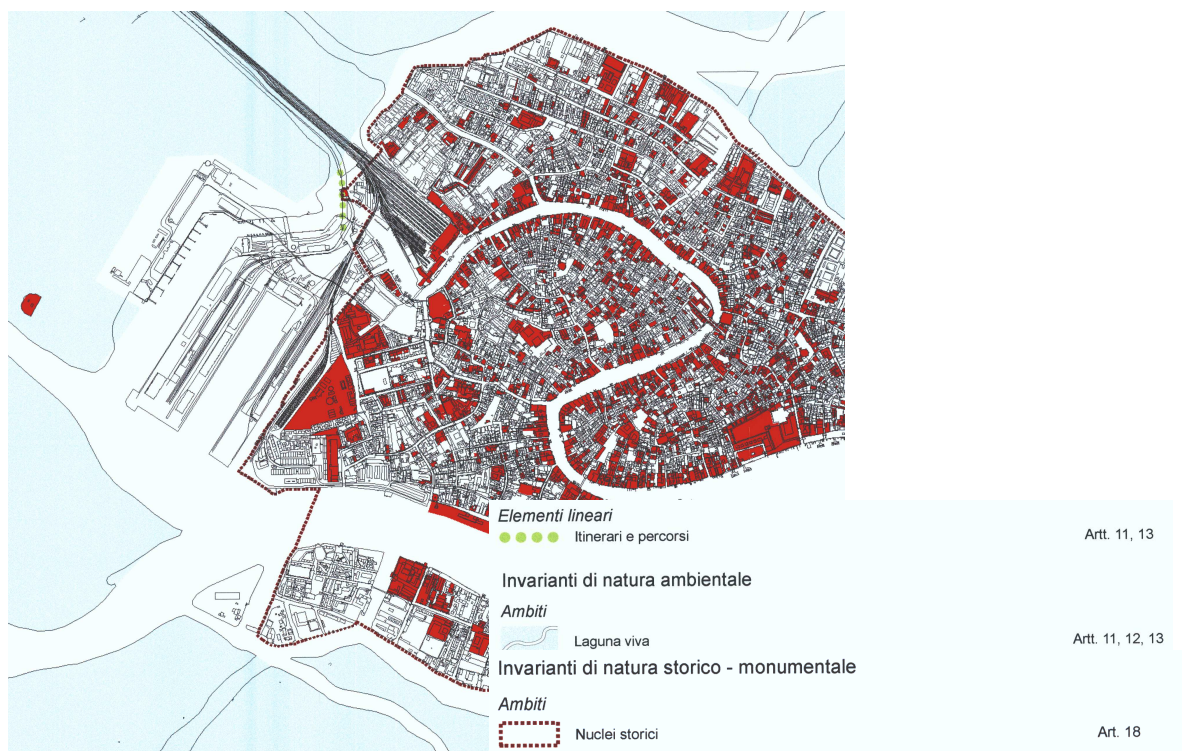 Elementi lineari
Itinerari e percorsi Artt. 11, 13
Invarianti di natura ambientale
Ambiti
Laguna viva Artt. 11, 12, 13
Invarianti di natura storico - monumentale
Ambiti
Nuclei storici Art. 18